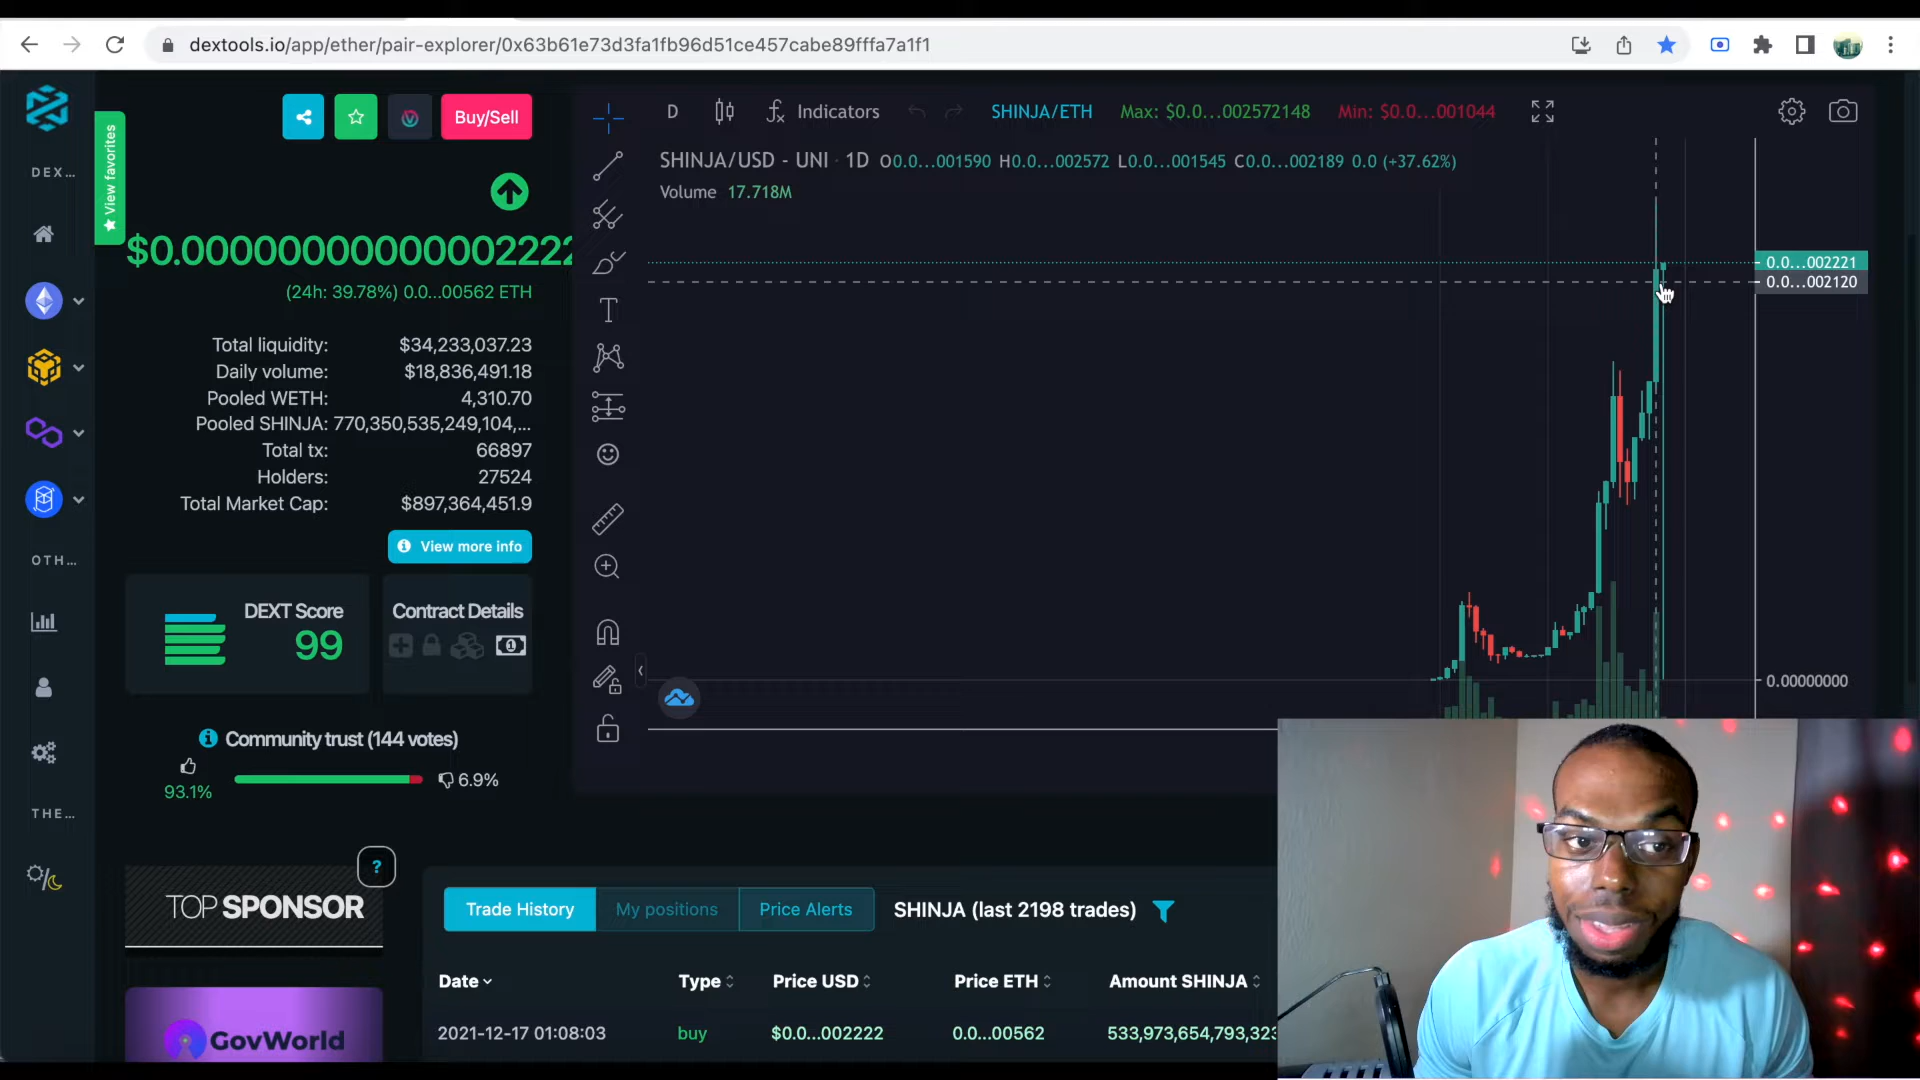 dextools.io/app/ether/pair-explorer/0x63b61e73d3fa1fb96d51ce457cabe89fffa7a1f1
View favorites
Buy/Sell
D
Indicators
SHINJA/ETH
Max: $0.0...002572148
Min: $0.0...001044
DEX...
SHINJA/USD - UNI · 1D O0.0...001590 H0.0...002572 L0.0...001545 C0.0...002189 0.0 (+37.62%)
Volume 17.718M
$0.0000000000002222
(24h: 39.78%) 0.0...00562 ETH
0.0...002221
0.0...002120
Total liquidity: $34,233,037.23
Daily volume: $18,836,491.18
Pooled WETH: 4,310.70
Pooled SHINJA: 770,350,535,249,104,...
Total tx: 66897
Holders: 27524
Total Market Cap: $897,364,451.9
View more info
OTH...
DEXT Score
99
Contract Details
0.00000000
Community trust (144 votes)
93.1%
6.9%
THE...
?
TOP SPONSOR
GovWorld
Trade History
My positions
Price Alerts
SHINJA (last 2198 trades)
Date Type Price USD Price ETH Amount SHINJA
2021-12-17 01:08:03 buy $0.0...002222 0.0...00562 533,973,654,793,323